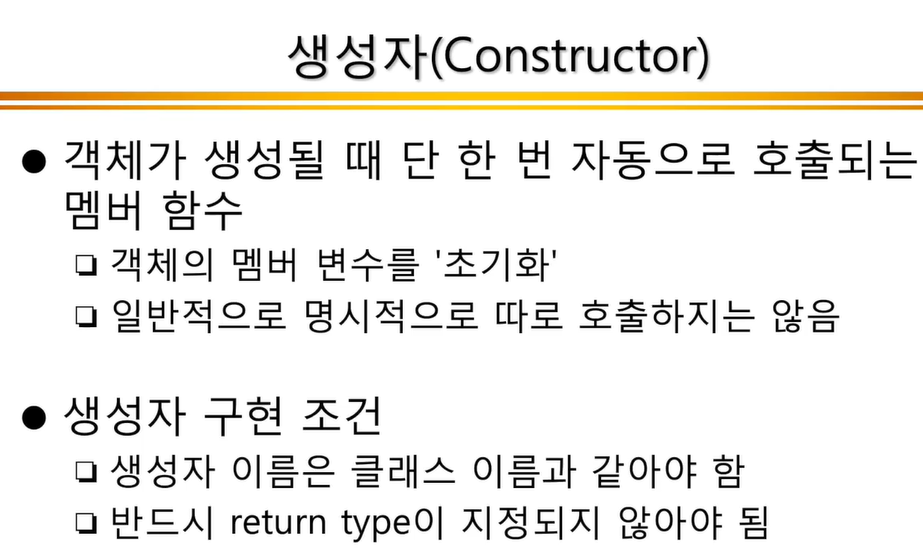 생성자(Constructor)
● 객체가 생성될 때 단 한 번 자동으로 호출되는
멤버 함수
❏ 객체의 멤버 변수를 '초기화'
❏ 일반적으로 명시적으로 따로 호출하지는 않음
● 생성자 구현 조건
❏ 생성자 이름은 클래스 이름과 같아야 함
❏ 반드시 return type이 지정되지 않아야 됨